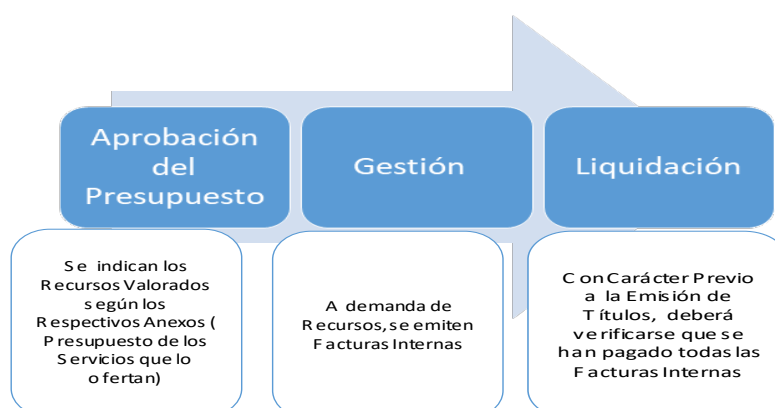 Aprobación
del
Presupuesto
Gestión
Liquidación
Se indican los
Recursos Valorados
según los
Respectivos Anexos (
Presupuesto de los
Servicios que lo
ofertan)
A demanda de
Recursos, se emiten
Facturas Internas
Con Carácter Previo
a la Emisión de
Títulos, deberá
verificarse que se
han pagado todas las
Facturas Internas